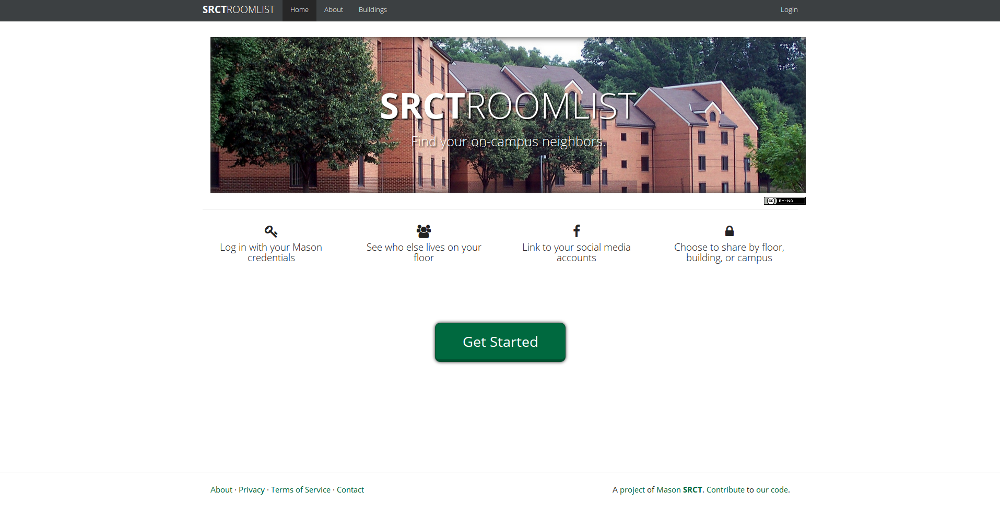 SRCTROOMLIST Home About Buildings Login
SRCTROOMLIST
Find your on-campus neighbors.
BY-ND
Log in with your Mason
credentials
See who else lives on your
floor
Link to your social media
accounts
Choose to share by floor,
building, or campus
Get Started
About · Privacy · Terms of Service · Contact
A project of Mason SRCT. Contribute to our code.